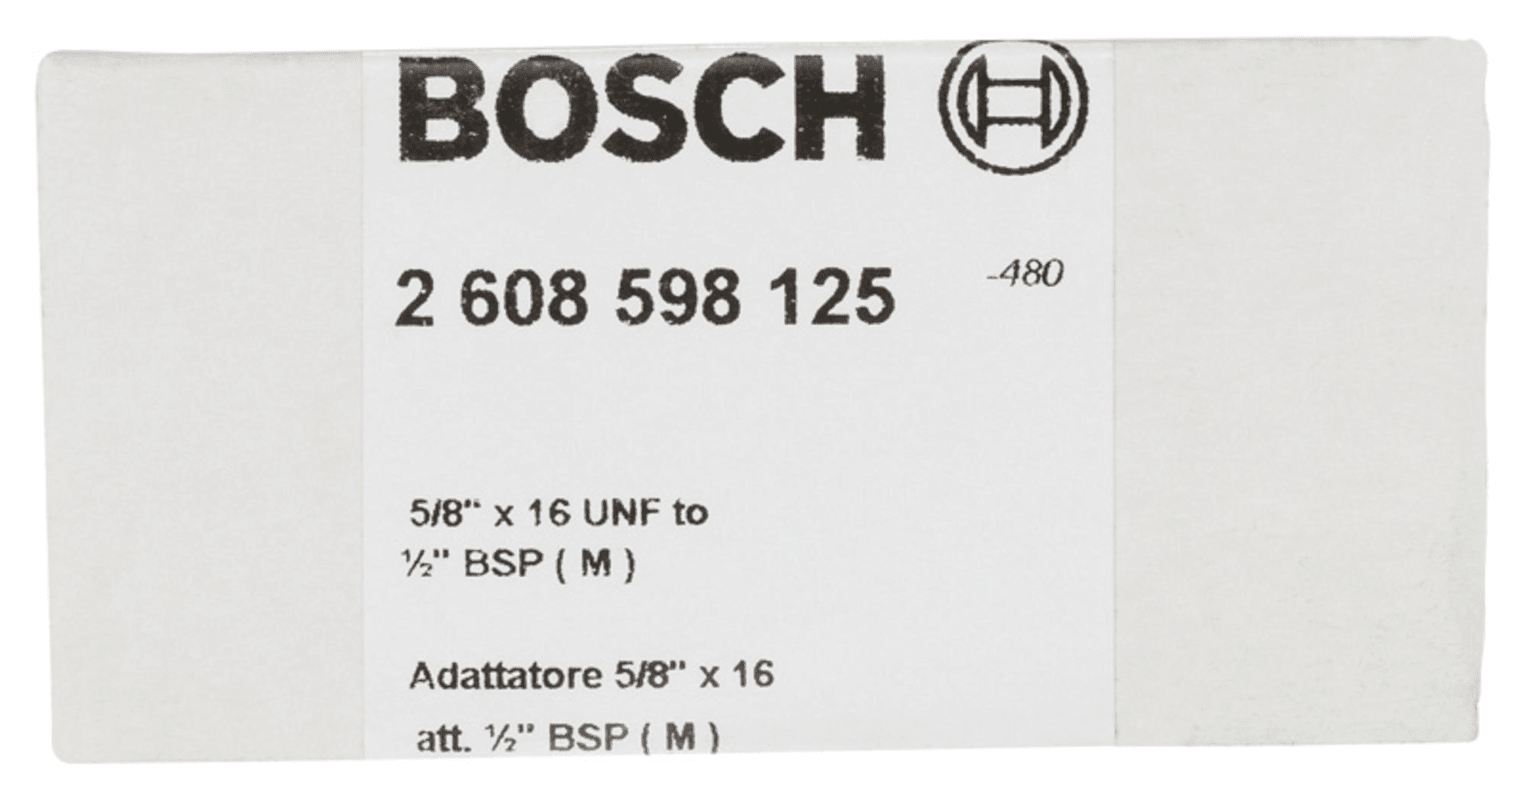 BOSCH
2 608 598 125 -480
5/8" x 16 UNF to
½" BSP ( M )
Adattatore 5/8" x 16
att. ½" BSP ( M )